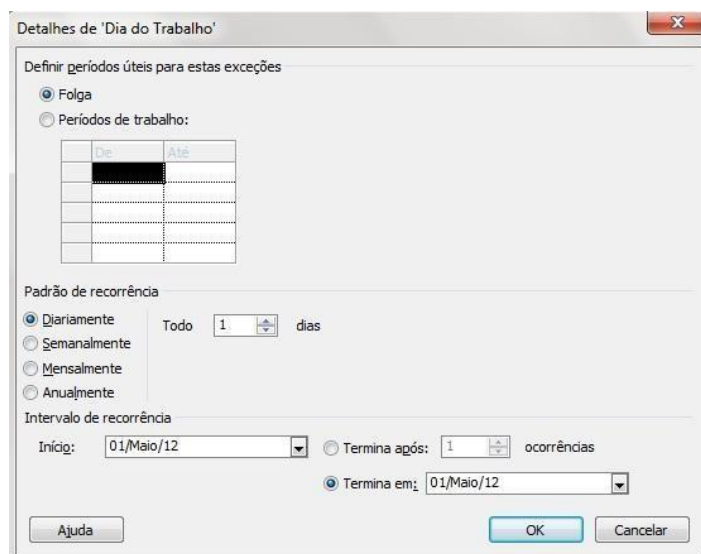 Detalhes de 'Dia do Trabalho'
Definir períodos úteis para estas exceções
Folga
Períodos de trabalho:
De Até
Padrão de recorrência
Diariamente
Todo 1 dias
Semanalmente
Mensalmente
Anualmente
Intervalo de recorrência
Início: 01/Maio/12
Termina após: 1 ocorrências
Termina em: 01/Maio/12
Ajuda
OK
Cancelar